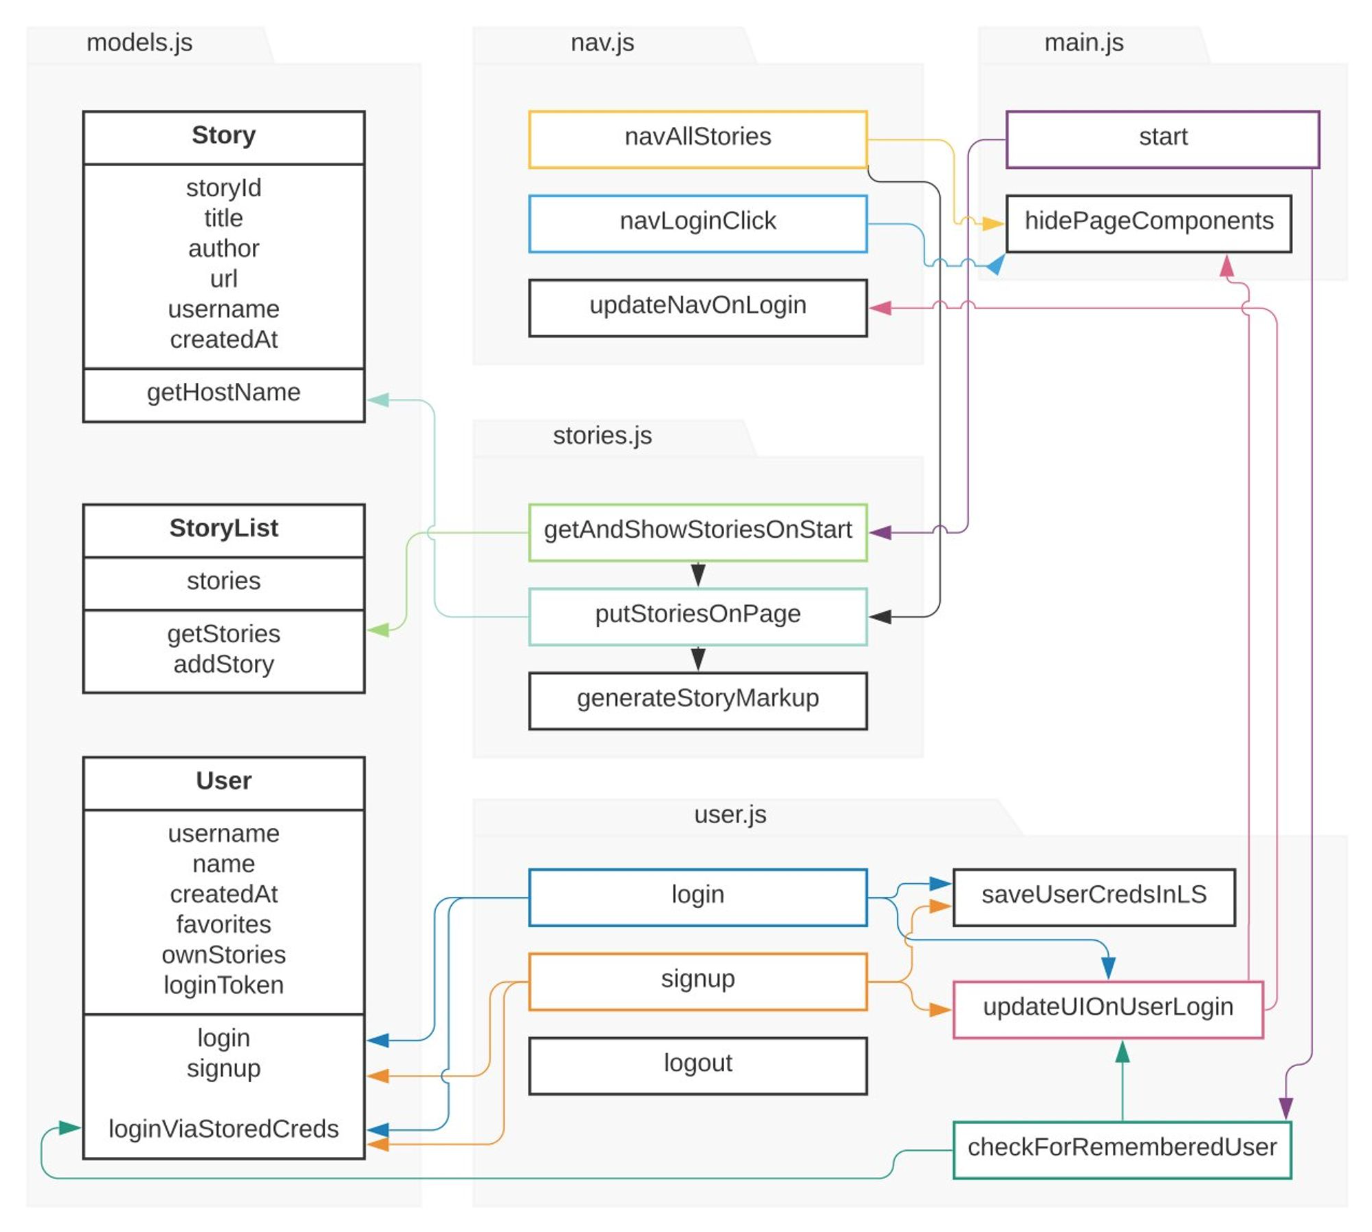 models.js
Story
storyId
title
author
url
username
createdAt
getHostName
StoryList
stories
getStories
addStory
User
username
name
createdAt
favorites
ownStories
loginToken
login
signup
loginViaStoredCreds
nav.js
navAllStories
navLoginClick
updateNavOnLogin
main.js
start
hidePageComponents
stories.js
getAndShowStoriesOnStart
putStoriesOnPage
generateStoryMarkup
user.js
login
signup
logout
saveUserCredsInLS
updateUIOnUserLogin
checkForRememberedUser